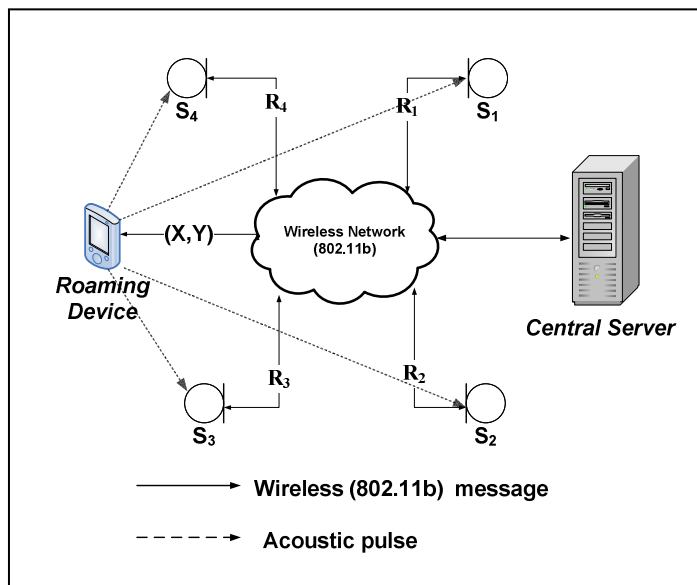 S₄
R₄
R₁
S₁
Wireless Network
(802.11b)
(X,Y)
Roaming
Device
Central Server
R₃
R₂
S₃
S₂
Wireless (802.11b) message
Acoustic pulse